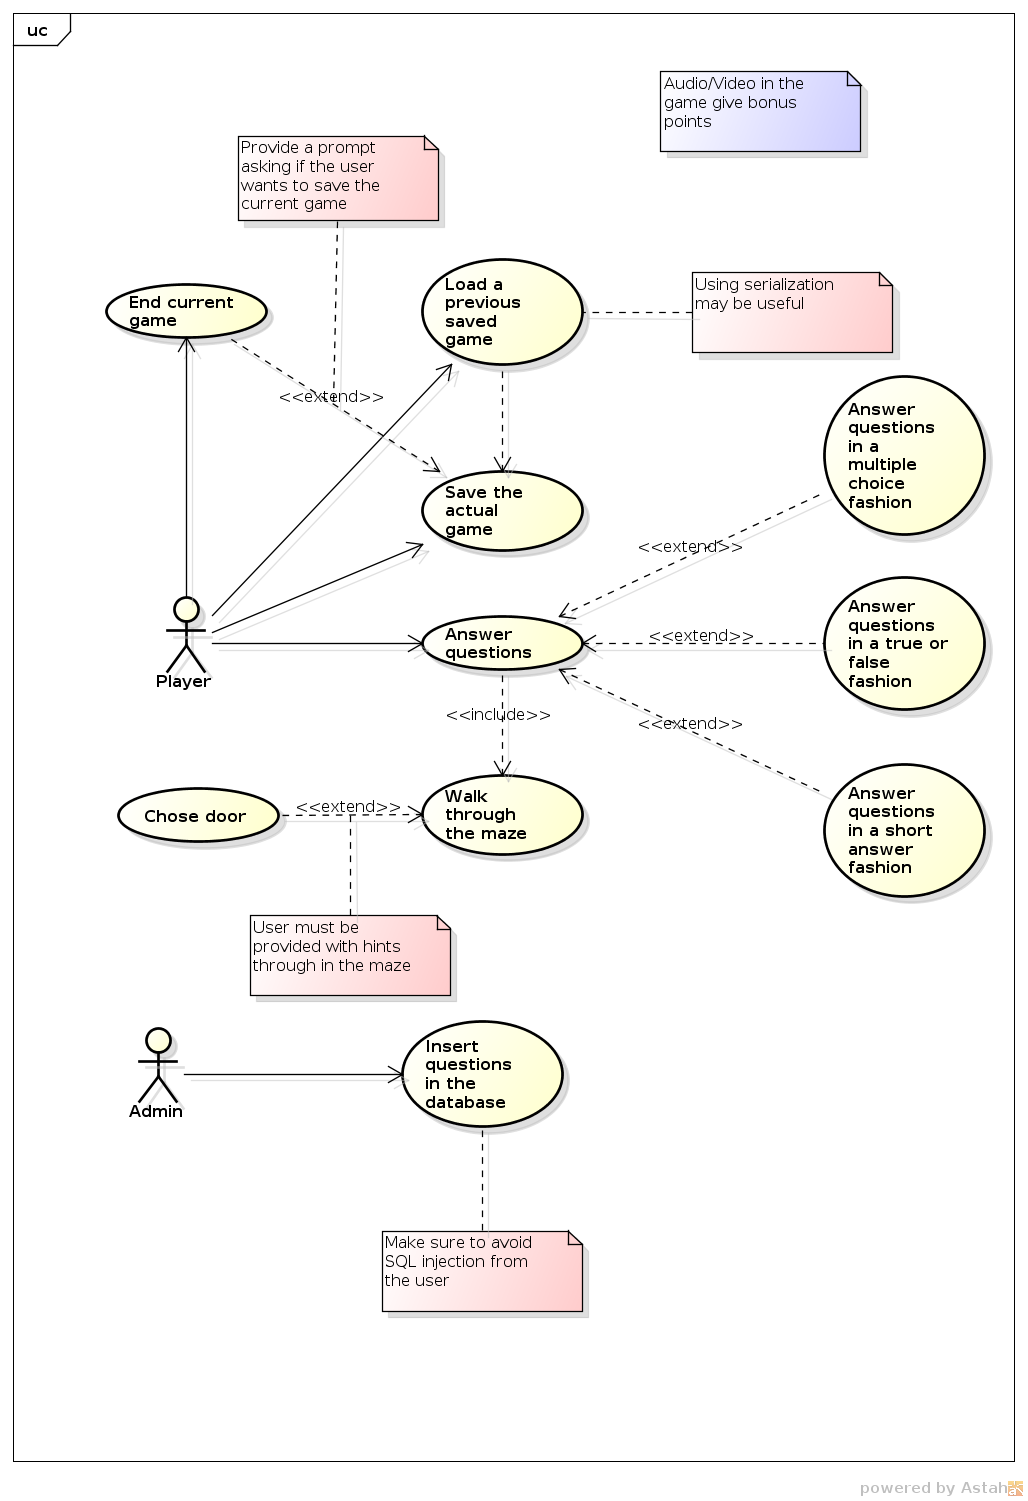 uc
Audio/Video in the
game give bonus
points
Provide a prompt
asking if the user
wants to save the
current game
End current
game
Load a
previous
saved
game
Using serialization
may be useful
<<extend>>
Save the
actual
game
Answer
questions
in a
multiple
choice
fashion
<<extend>>
Answer
questions
<<extend>>
Answer
questions
in a true or
false
fashion
Player
<<include>>
<<extend>>
Chose door
<<extend>>
Walk
through
the maze
Answer
questions
in a short
answer
fashion
User must be
provided with hints
through in the maze
Admin
Insert
questions
in the
database
Make sure to avoid
SQL injection from
the user
powered by Astah